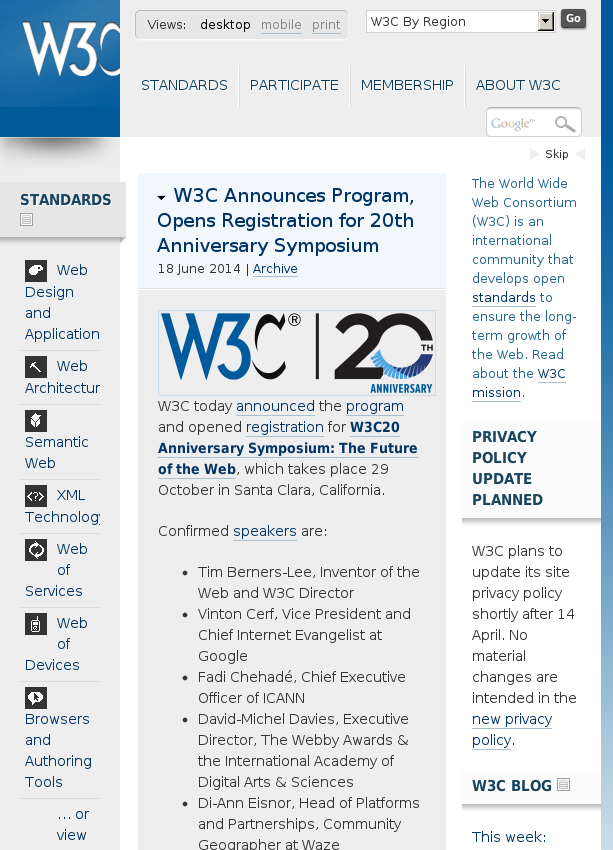 W3C
Views: desktop mobile print
W3C By Region
Go
STANDARDS PARTICIPATE MEMBERSHIP ABOUT W3C
Google™
Skip
STANDARDS
Web
Design
and
Application
Web
Architectur
Semantic
Web
XML
Technology
Web
of
Services
Web
of
Devices
Browsers
and
Authoring
Tools
… or
view
W3C Announces Program,
Opens Registration for 20th
Anniversary Symposium
18 June 2014 | Archive
W3C® | 20TH
ANNIVERSARY
W3C today announced the program
and opened registration for W3C20
Anniversary Symposium: The Future
of the Web, which takes place 29
October in Santa Clara, California.
Confirmed speakers are:
• Tim Berners-Lee, Inventor of the
Web and W3C Director
• Vinton Cerf, Vice President and
Chief Internet Evangelist at
Google
• Fadi Chehadé, Chief Executive
Officer of ICANN
• David-Michel Davies, Executive
Director, The Webby Awards &
the International Academy of
Digital Arts & Sciences
• Di-Ann Eisnor, Head of Platforms
and Partnerships, Community
Geographer at Waze
The World Wide
Web Consortium
(W3C) is an
international
community that
develops open
standards to
ensure the long-
term growth of
the Web. Read
about the W3C
mission.
PRIVACY
POLICY
UPDATE
PLANNED
W3C plans to
update its site
privacy policy
shortly after 14
April. No
material
changes are
intended in the
new privacy
policy.
W3C BLOG
This week: